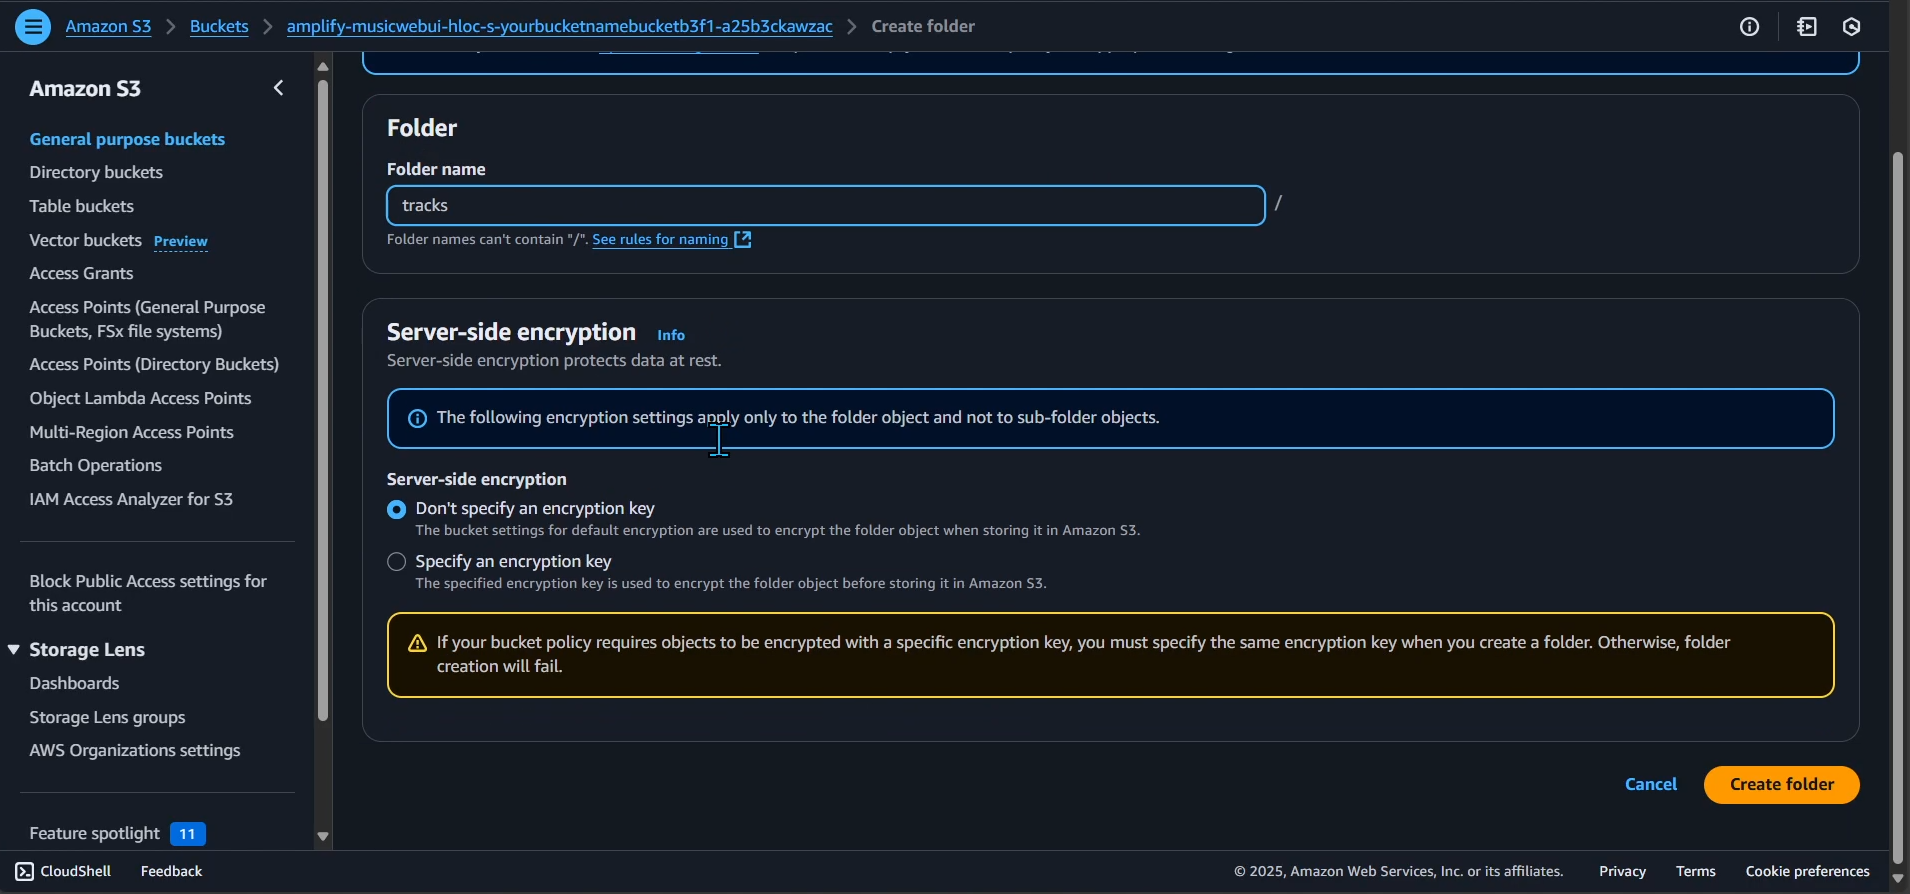 Amazon S3 > Buckets > amplify-musicwebui-hloc-s-yourbucketnamebucketb3f1-a25b3ckawzac > Create folder
Amazon S3
General purpose buckets
Directory buckets
Table buckets
Vector buckets Preview
Access Grants
Access Points (General Purpose
Buckets, FSx file systems)
Access Points (Directory Buckets)
Object Lambda Access Points
Multi-Region Access Points
Batch Operations
IAM Access Analyzer for S3
Block Public Access settings for
this account
Storage Lens
Dashboards
Storage Lens groups
AWS Organizations settings
Feature spotlight 11
Folder
Folder name
tracks /
Folder names can't contain "/". See rules for naming
Server-side encryption Info
Server-side encryption protects data at rest.
The following encryption settings apply only to the folder object and not to sub-folder objects.
Server-side encryption
Don't specify an encryption key
The bucket settings for default encryption are used to encrypt the folder object when storing it in Amazon S3.
Specify an encryption key
The specified encryption key is used to encrypt the folder object before storing it in Amazon S3.
If your bucket policy requires objects to be encrypted with a specific encryption key, you must specify the same encryption key when you create a folder. Otherwise, folder
creation will fail.
Cancel Create folder
CloudShell Feedback © 2025, Amazon Web Services, Inc. or its affiliates. Privacy Terms Cookie preferences